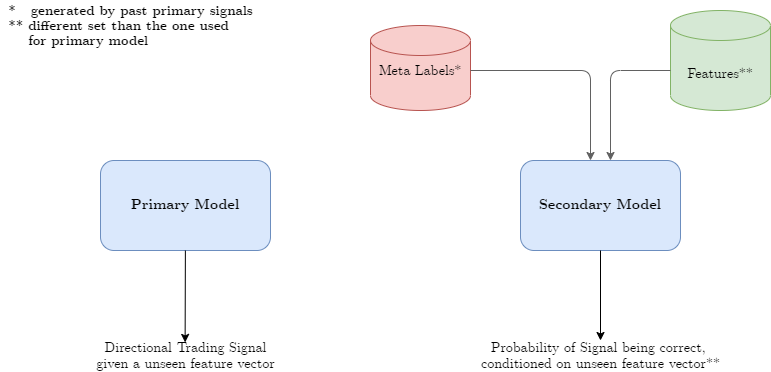 * generated by past primary signals
** different set than the one used
for primary model
Meta Labels*
Features**
Primary Model
Secondary Model
Directional Trading Signal
given a unseen feature vector
Probability of Signal being correct,
conditioned on unseen feature vector**